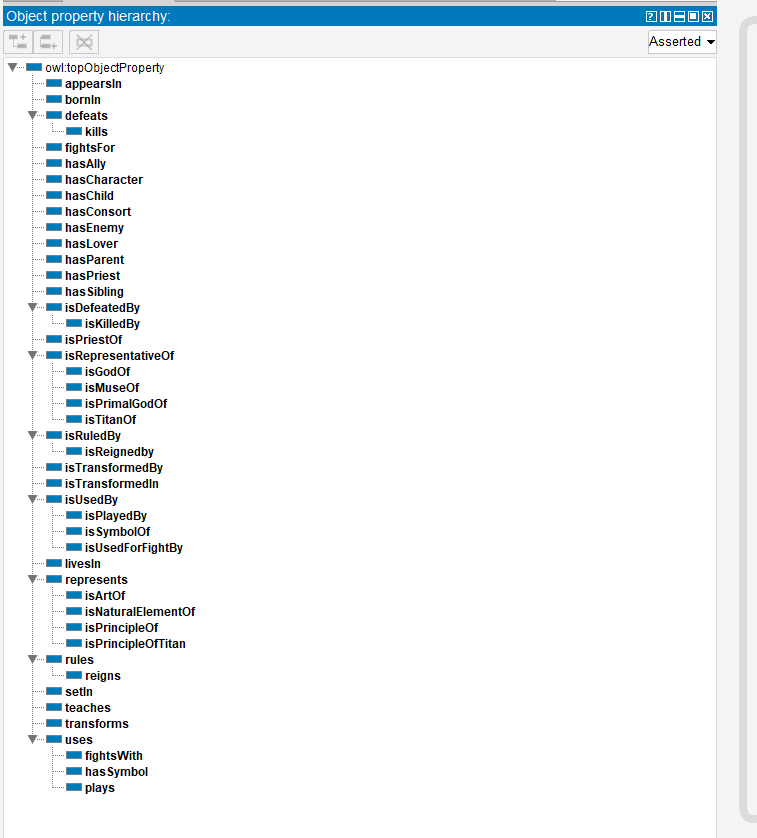 Object property hierarchy:
Asserted
owl:topObjectProperty
appearsIn
bornIn
defeats
kills
fightsFor
hasAlly
hasCharacter
hasChild
hasConsort
hasEnemy
hasLover
hasParent
hasPriest
hasSibling
isDefeatedBy
isKilledBy
isPriestOf
isRepresentativeOf
isGodOf
isMuseOf
isPrimalGodOf
isTitanOf
isRuledBy
isReignedby
isTransformedBy
isTransformedIn
isUsedBy
isPlayedBy
isSymbolOf
isUsedForFightBy
livesIn
represents
isArtOf
isNaturalElementOf
isPrincipleOf
isPrincipleOfTitan
rules
reigns
setIn
teaches
transforms
uses
fightsWith
hasSymbol
plays